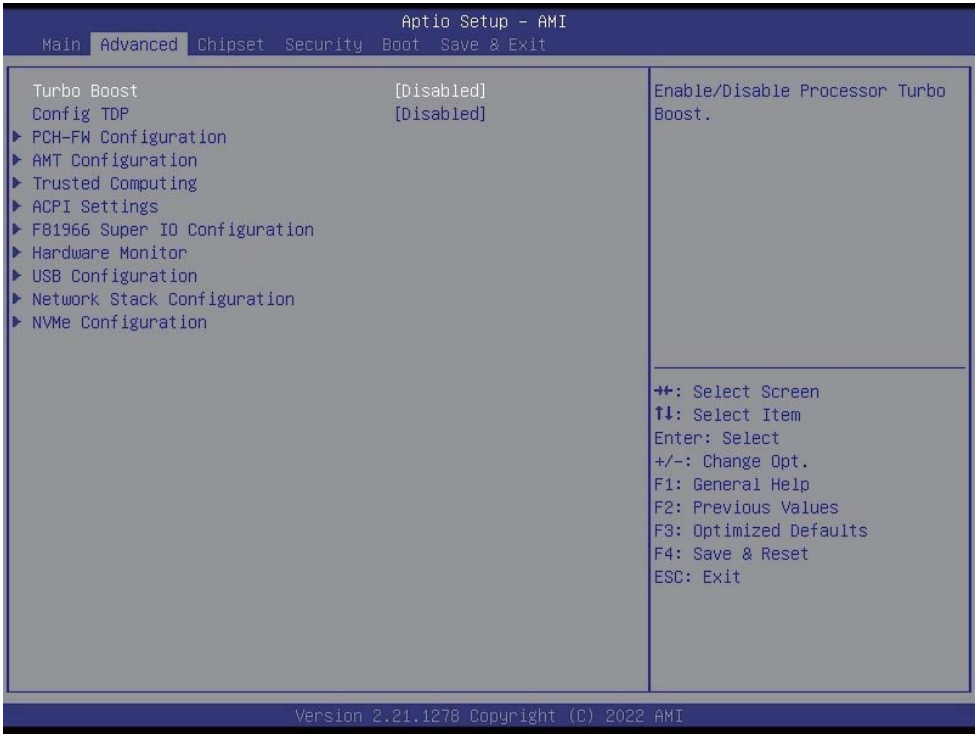 Aptio Setup – AMI
Main Advanced Chipset Security Boot Save & Exit
Turbo Boost [Disabled]
Config TDP [Disabled]
▶ PCH-FW Configuration
▶ AMT Configuration
▶ Trusted Computing
▶ ACPI Settings
▶ F81966 Super IO Configuration
▶ Hardware Monitor
▶ USB Configuration
▶ Network Stack Configuration
▶ NVMe Configuration
Enable/Disable Processor Turbo
Boost.
→←: Select Screen
↑↓: Select Item
Enter: Select
+/-: Change Opt.
F1: General Help
F2: Previous Values
F3: Optimized Defaults
F4: Save & Reset
ESC: Exit
Version 2.21.1278 Copyright (C) 2022 AMI